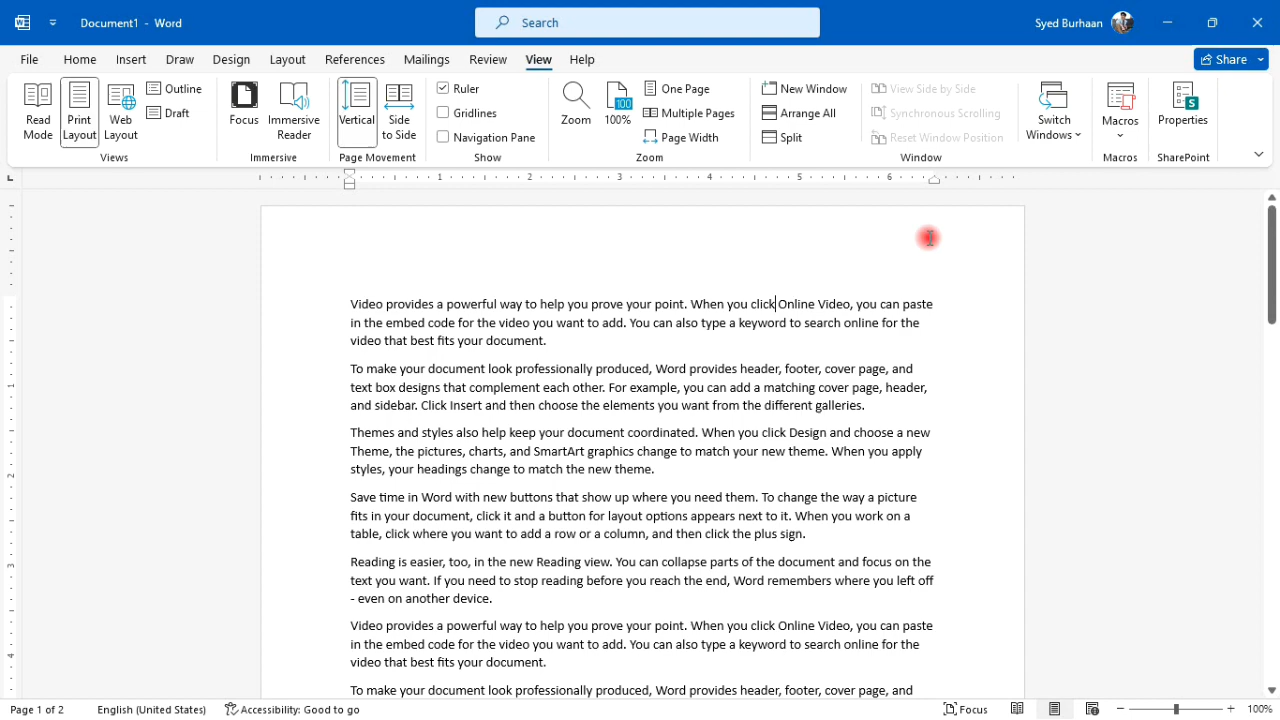 Document1 - Word
Search
Syed Burhaan
File Home Insert Draw Design Layout References Mailings Review View Help
Share
Read Mode
Print Layout
Web Layout
Outline
Draft
Views
Focus
Immersive Reader
Immersive
Vertical
Side to Side
Page Movement
Ruler
Gridlines
Navigation Pane
Show
Zoom
100
100%
One Page
Multiple Pages
Page Width
Zoom
New Window
Arrange All
Split
View Side by Side
Synchronous Scrolling
Reset Window Position
Switch Windows
Window
Macros
Macros
Properties
SharePoint
1 2 3 4 5 6
Video provides a powerful way to help you prove your point. When you click Online Video, you can paste
in the embed code for the video you want to add. You can also type a keyword to search online for the
video that best fits your document.
To make your document look professionally produced, Word provides header, footer, cover page, and
text box designs that complement each other. For example, you can add a matching cover page, header,
and sidebar. Click Insert and then choose the elements you want from the different galleries.
Themes and styles also help keep your document coordinated. When you click Design and choose a new
Theme, the pictures, charts, and SmartArt graphics change to match your new theme. When you apply
styles, your headings change to match the new theme.
Save time in Word with new buttons that show up where you need them. To change the way a picture
fits in your document, click it and a button for layout options appears next to it. When you work on a
table, click where you want to add a row or a column, and then click the plus sign.
Reading is easier, too, in the new Reading view. You can collapse parts of the document and focus on the
text you want. If you need to stop reading before you reach the end, Word remembers where you left off
- even on another device.
Video provides a powerful way to help you prove your point. When you click Online Video, you can paste
in the embed code for the video you want to add. You can also type a keyword to search online for the
video that best fits your document.
To make your document look professionally produced, Word provides header, footer, cover page, and
1
2
3
4
Page 1 of 2 English (United States) Accessibility: Good to go Focus 100%